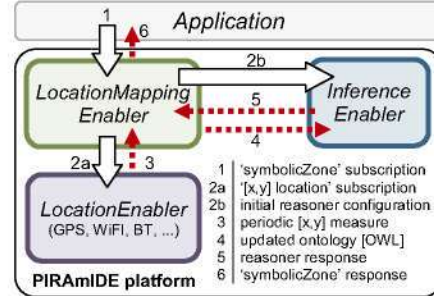 Application
1
6
LocationMapping
Enabler
2b
Inference
Enabler
5
4
2a
3
LocationEnabler
(GPS, WiFI, BT, ...)
PIRAmIDE platform
1 'symbolicZone' subscription
2a '[x,y] location' subscription
2b initial reasoner configuration
3 periodic [x,y] measure
4 updated ontology [OWL]
5 reasoner response
6 'symbolicZone' response